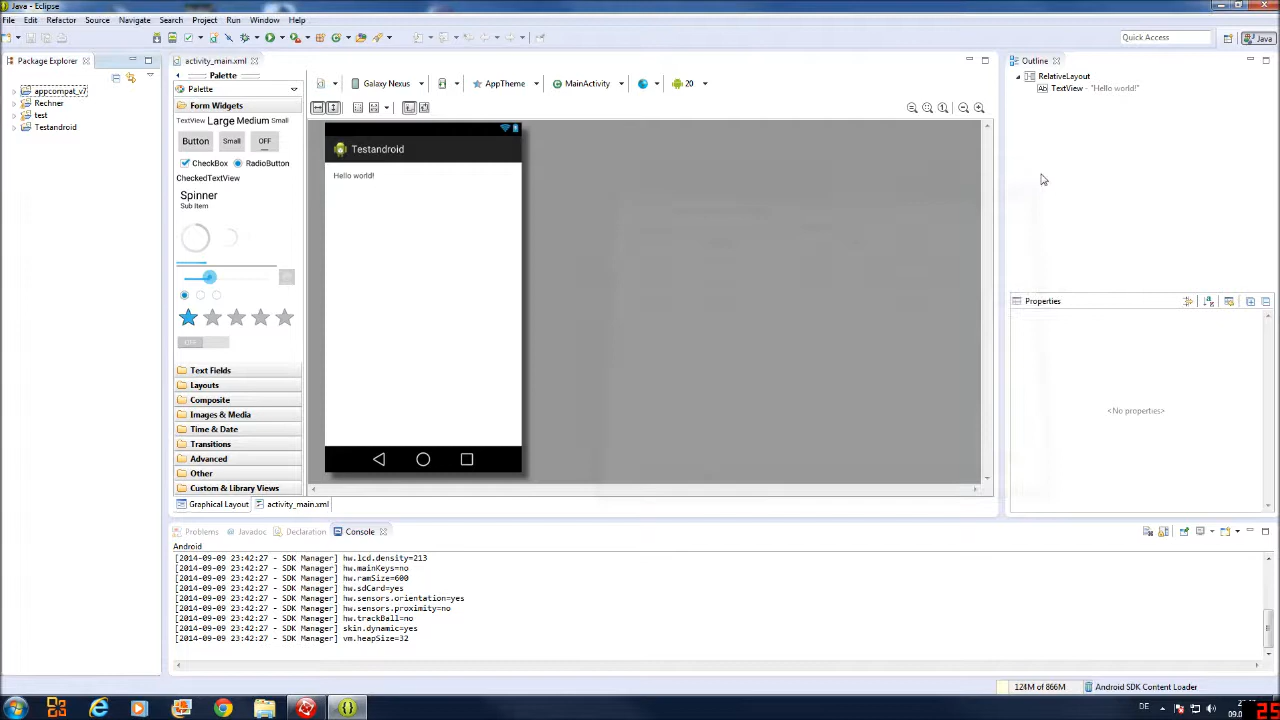 Java - Eclipse
File Edit Refactor Source Navigate Search Project Run Window Help
Quick Access
Java
Package Explorer
activity_main.xml
Outline
Palette
Galaxy Nexus
AppTheme
MainActivity
20
RelativeLayout
Palette
TextView - "Hello world!"
appcompat_v7
Rechner
test
Testandroid
Form Widgets
TextView Large Medium Small
Button
Small
OFF
CheckBox
RadioButton
CheckedTextView
Spinner
Sub Item
Testandroid
Hello world!
Properties
<No properties>
Text Fields
Layouts
Composite
Images & Media
Time & Date
Transitions
Advanced
Other
Custom & Library Views
Graphical Layout
activity_main.xml
Problems
Javadoc
Declaration
Console
Android
[2014-09-09 23:42:27 - SDK Manager] hw.lcd.density=213
[2014-09-09 23:42:27 - SDK Manager] hw.mainKeys=no
[2014-09-09 23:42:27 - SDK Manager] hw.ramSize=600
[2014-09-09 23:42:27 - SDK Manager] hw.sdCard=yes
[2014-09-09 23:42:27 - SDK Manager] hw.sensors.orientation=yes
[2014-09-09 23:42:27 - SDK Manager] hw.sensors.proximity=no
[2014-09-09 23:42:27 - SDK Manager] hw.trackBall=no
[2014-09-09 23:42:27 - SDK Manager] skin.dynamic=yes
[2014-09-09 23:42:27 - SDK Manager] vm.heapSize=32
124M of 866M
Android SDK Content Loader
DE
25